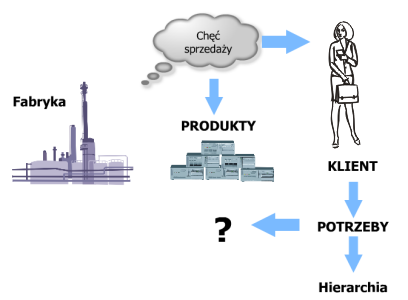 Chęć
sprzedaży
Fabryka
PRODUKTY
KLIENT
?
POTRZEBY
Hierarchia